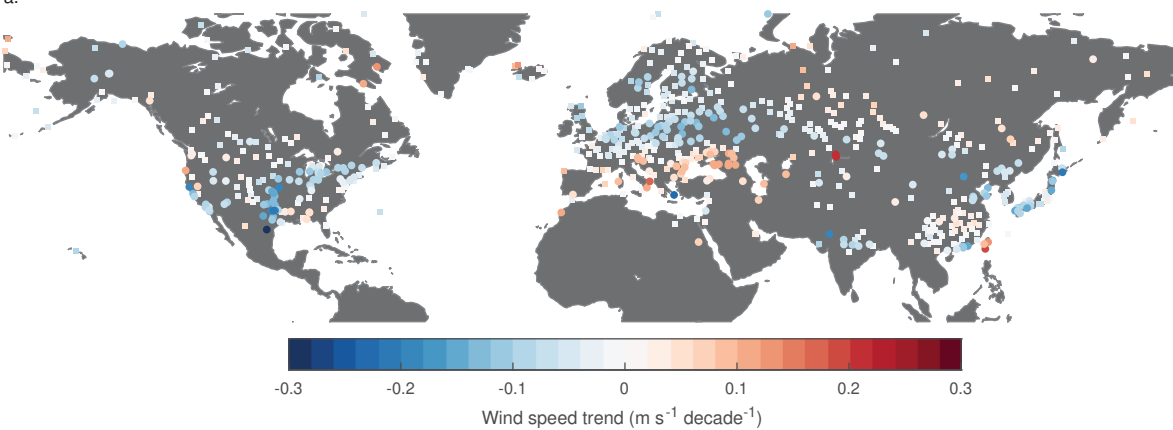 a.
-0.3 -0.2 -0.1 0 0.1 0.2 0.3
Wind speed trend (m s⁻¹ decade⁻¹)